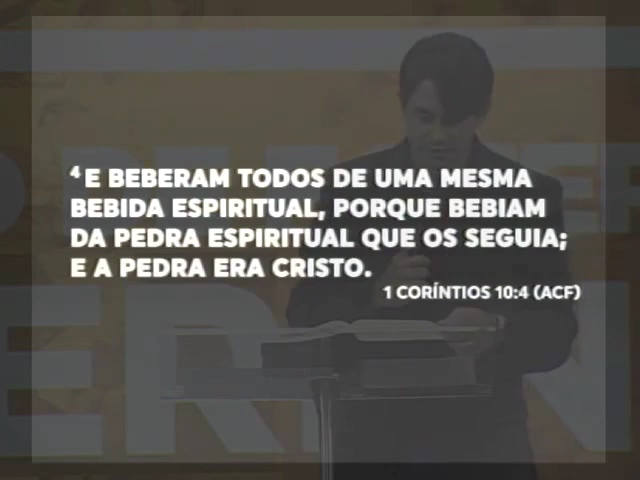 ⁴ E BEBERAM TODOS DE UMA MESMA
BEBIDA ESPIRITUAL, PORQUE BEBIAM
DA PEDRA ESPIRITUAL QUE OS SEGUIA;
E A PEDRA ERA CRISTO.
1 CORÍNTIOS 10:4 (ACF)